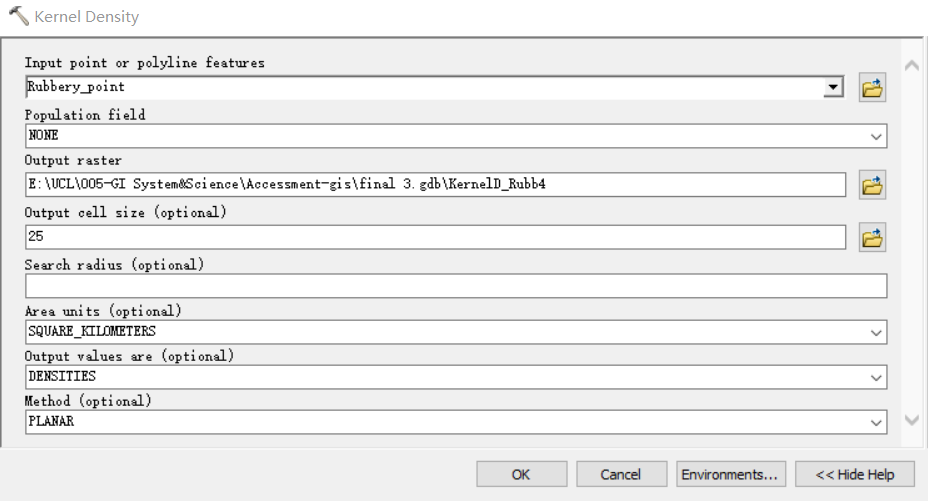 Kernel Density
Input point or polyline features
Rubbery_point
Population field
NONE
Output raster
E:\UCL\005-GI System&Science\Accessment-gis\final 3.gdb\KernelD_Rubb4
Output cell size (optional)
25
Search radius (optional)
Area units (optional)
SQUARE_KILOMETERS
Output values are (optional)
DENSITIES
Method (optional)
PLANAR
OK Cancel Environments... << Hide Help